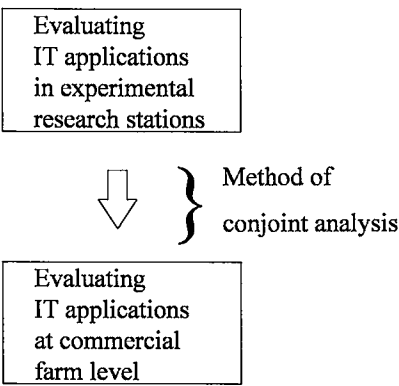 Evaluating
IT applications
in experimental
research stations
Method of
conjoint analysis
Evaluating
IT applications
at commercial
farm level